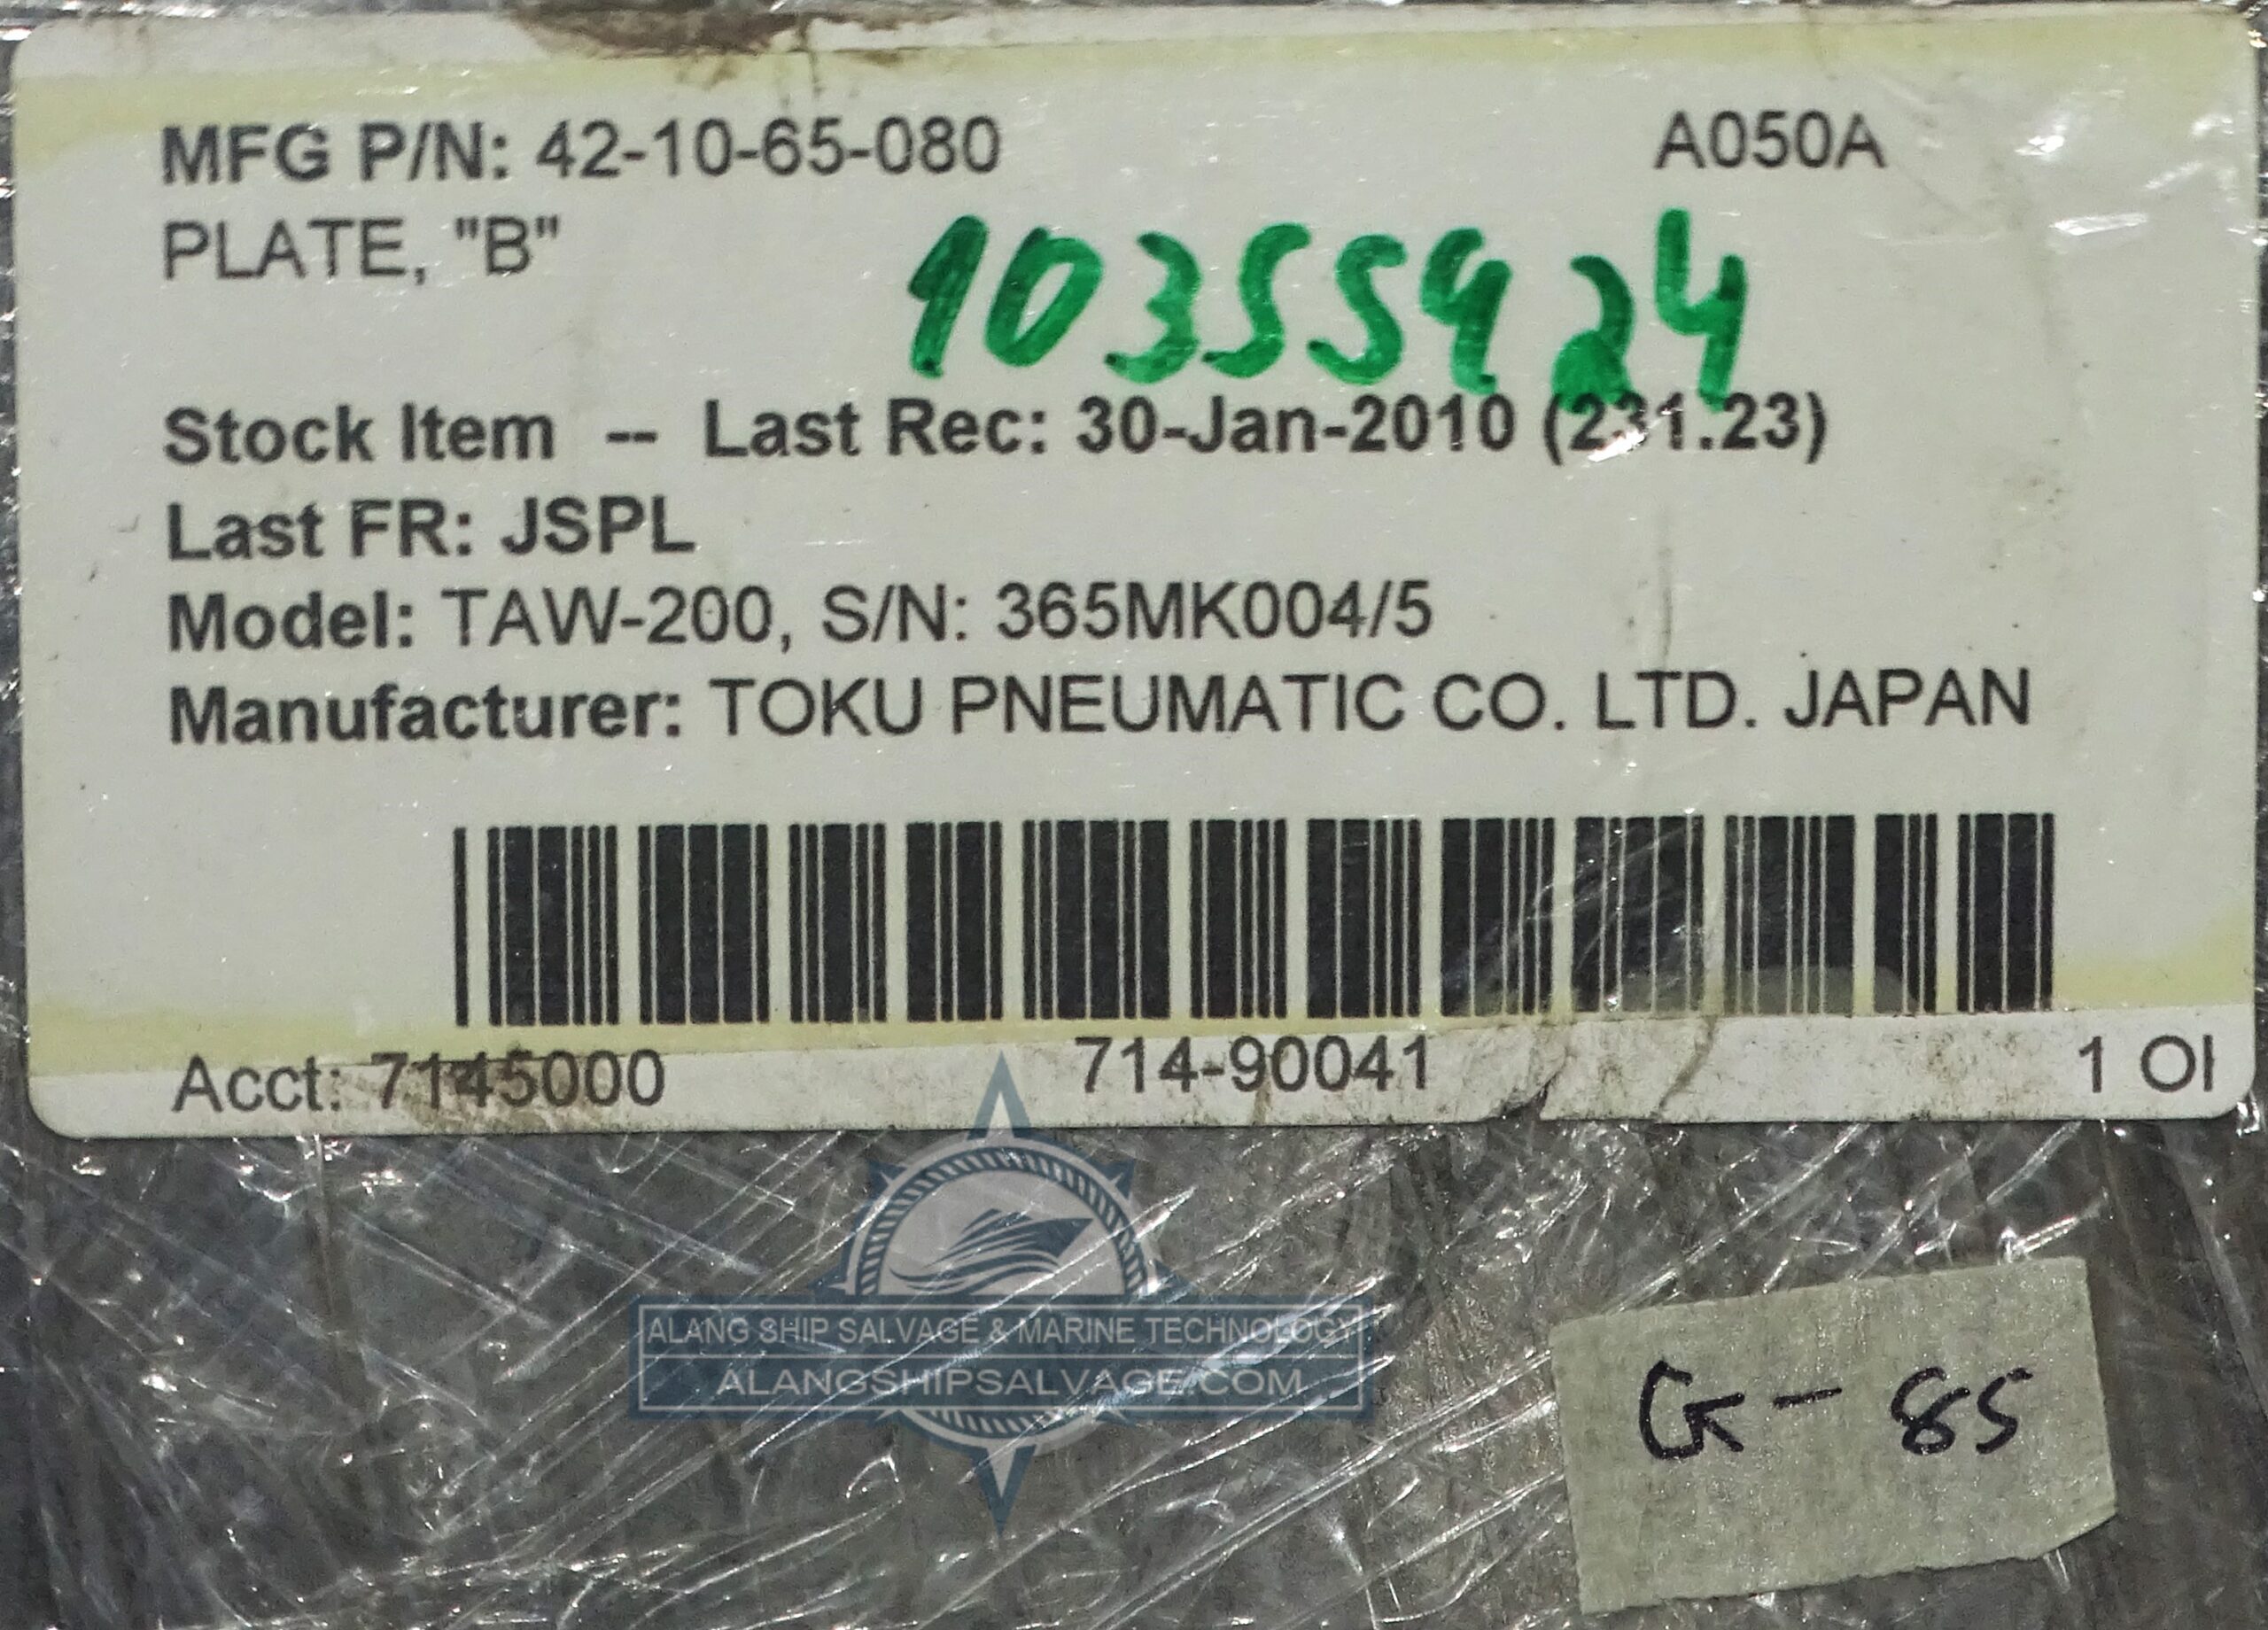 MFG P/N: 42-10-65-080 A050A
PLATE, "B"
10355924
Stock Item -- Last Rec: 30-Jan-2010 (231.23)
Last FR: JSPL
Model: TAW-200, S/N: 365MK004/5
Manufacturer: TOKU PNEUMATIC CO. LTD. JAPAN
Acct: 7145000 714-90041 1 OI
ALANG SHIP SALVAGE & MARINE TECHNOLOGY
ALANGSHIPSALVAGE.COM
G-85